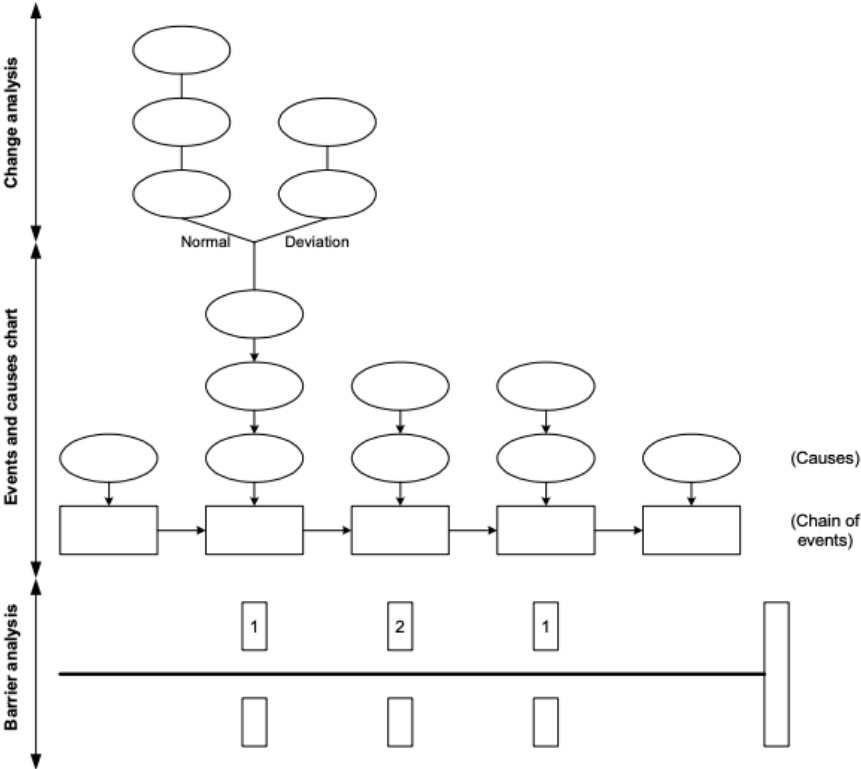 Change analysis
Normal
Deviation
Events and causes chart
(Causes)
(Chain of
events)
Barrier analysis
1
2
1